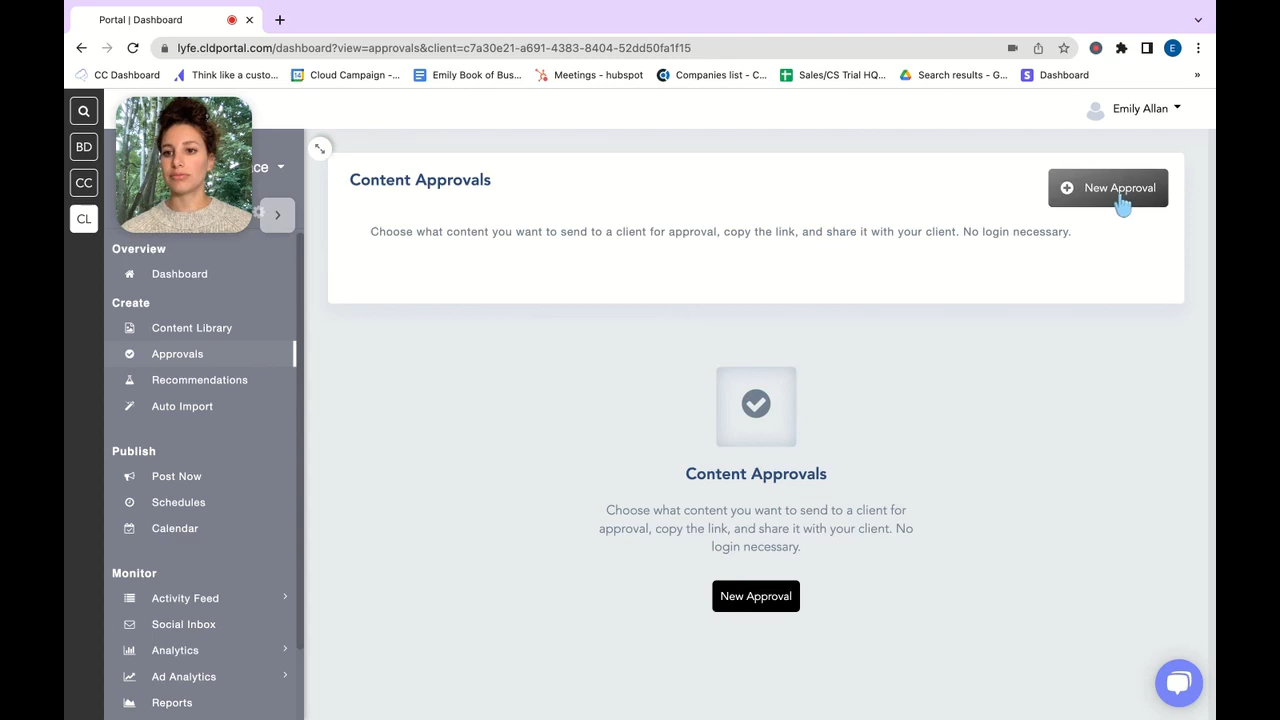 Portal | Dashboard
lyfe.cldportal.com/dashboard?view=approvals&client=c7a30e21-a691-4383-8404-52dd50fa1f15
E
CC Dashboard
Think like a custo...
Cloud Campaign -...
Emily Book of Bus...
Meetings - hubspot
Companies list - C...
Sales/CS Trial HQ...
Search results - G...
Dashboard
»
BD
CC
CL
ace
Emily Allan
Overview
Dashboard
Create
Content Library
Approvals
Recommendations
Auto Import
Publish
Post Now
Schedules
Calendar
Monitor
Activity Feed
Social Inbox
Analytics
Ad Analytics
Reports
Content Approvals
New Approval
Choose what content you want to send to a client for approval, copy the link, and share it with your client. No login necessary.
Content Approvals
Choose what content you want to send to a client for
approval, copy the link, and share it with your client. No
login necessary.
New Approval